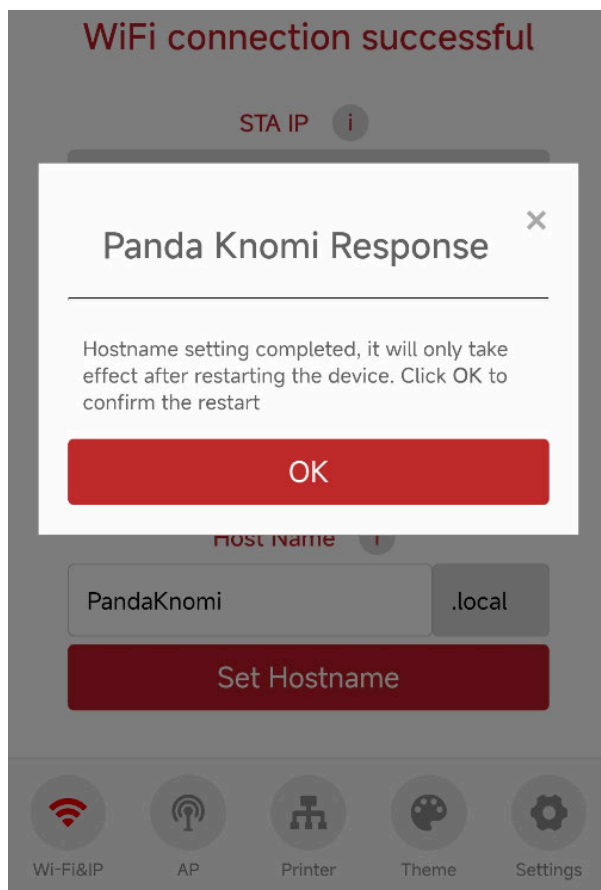 WiFi connection successful
STA IP i
×
Panda Knomi Response
Hostname setting completed, it will only take
effect after restarting the device. Click OK to
confirm the restart
OK
Host Name i
PandaKnomi .local
Set Hostname
Wi-Fi&IP AP Printer Theme Settings